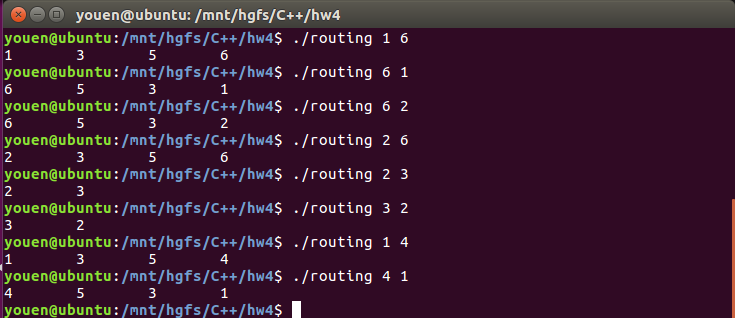 youen@ubuntu: /mnt/hgfs/C++/hw4
youen@ubuntu:/mnt/hgfs/C++/hw4$ ./routing 1 6
1 3 5 6
youen@ubuntu:/mnt/hgfs/C++/hw4$ ./routing 6 1
6 5 3 1
youen@ubuntu:/mnt/hgfs/C++/hw4$ ./routing 6 2
6 5 3 2
youen@ubuntu:/mnt/hgfs/C++/hw4$ ./routing 2 6
2 3 5 6
youen@ubuntu:/mnt/hgfs/C++/hw4$ ./routing 2 3
2 3
youen@ubuntu:/mnt/hgfs/C++/hw4$ ./routing 3 2
3 2
youen@ubuntu:/mnt/hgfs/C++/hw4$ ./routing 1 4
1 3 5 4
youen@ubuntu:/mnt/hgfs/C++/hw4$ ./routing 4 1
4 5 3 1
youen@ubuntu:/mnt/hgfs/C++/hw4$